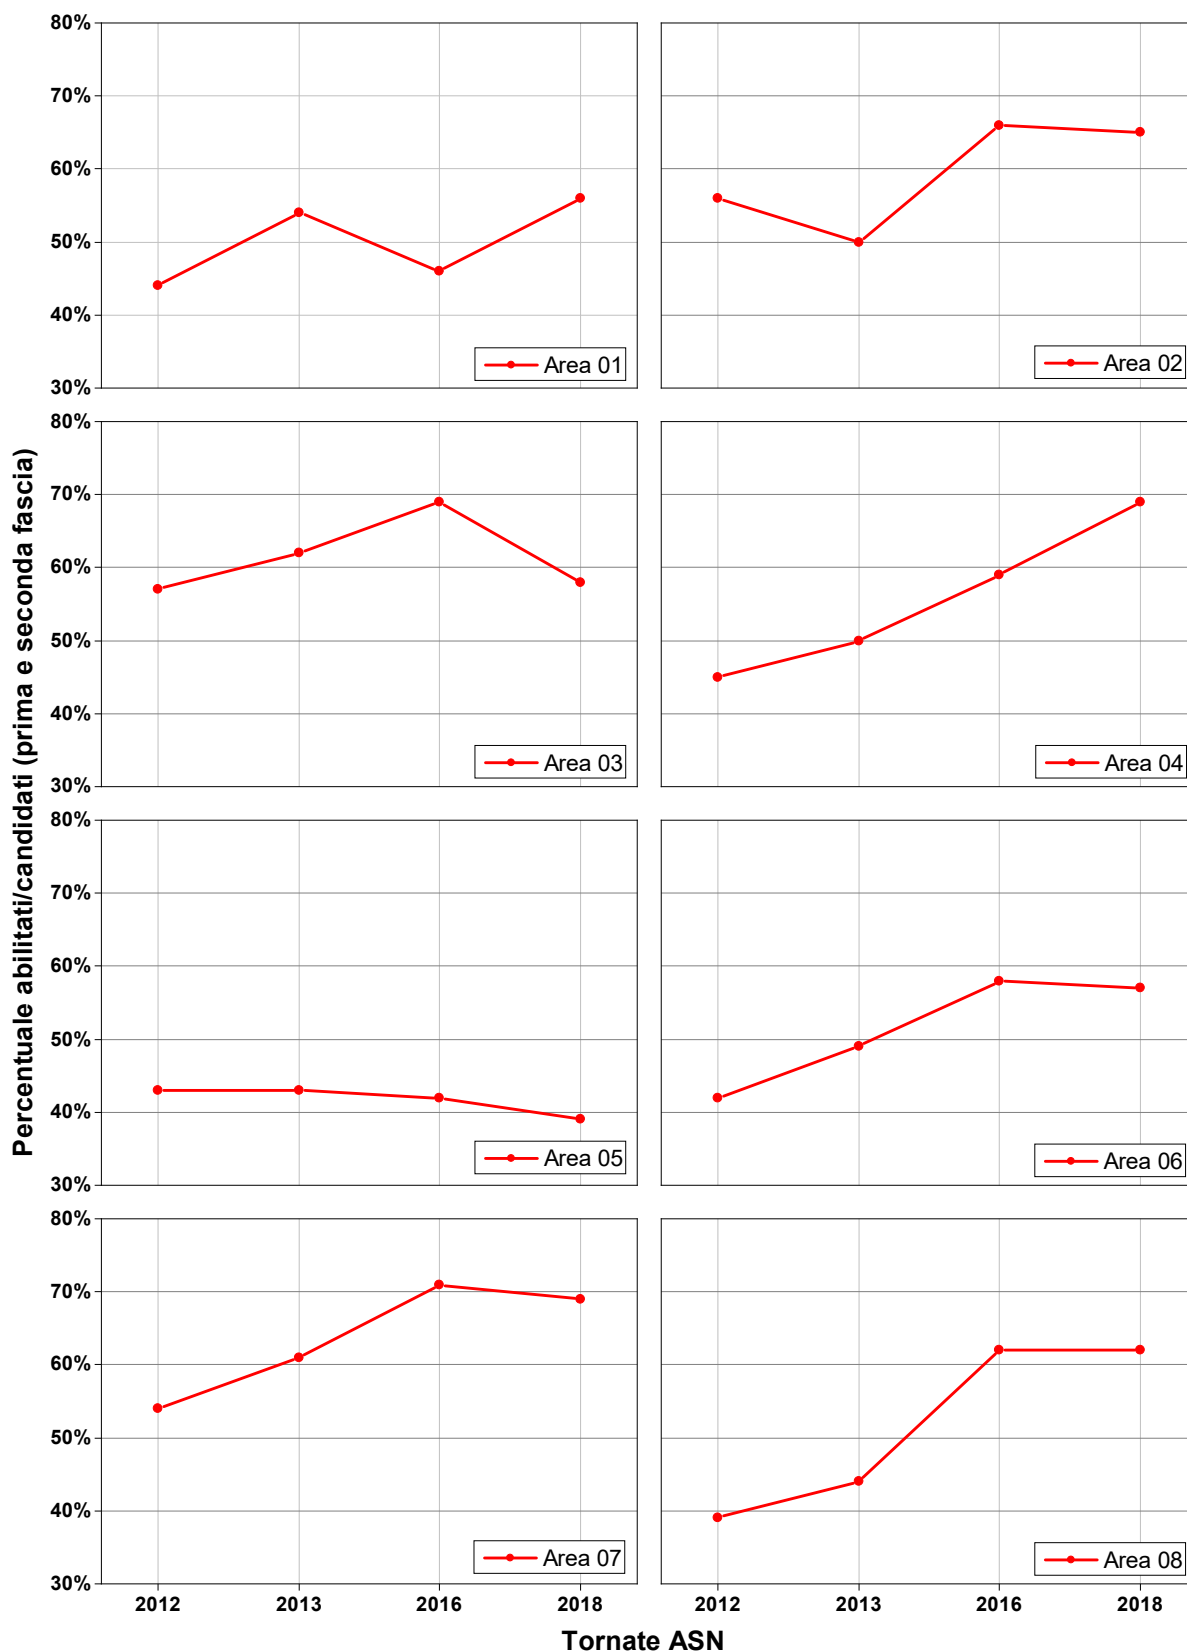 80%
70%
60%
50%
40%
30%
Area 01
Area 02
80%
70%
60%
50%
40%
30%
Area 03
Area 04
Percentuale abilitati/candidati (prima e seconda fascia)
80%
70%
60%
50%
40%
30%
Area 05
Area 06
80%
70%
60%
50%
40%
30%
Area 07
Area 08
2012 2013 2016 2018 2012 2013 2016 2018
Tornate ASN